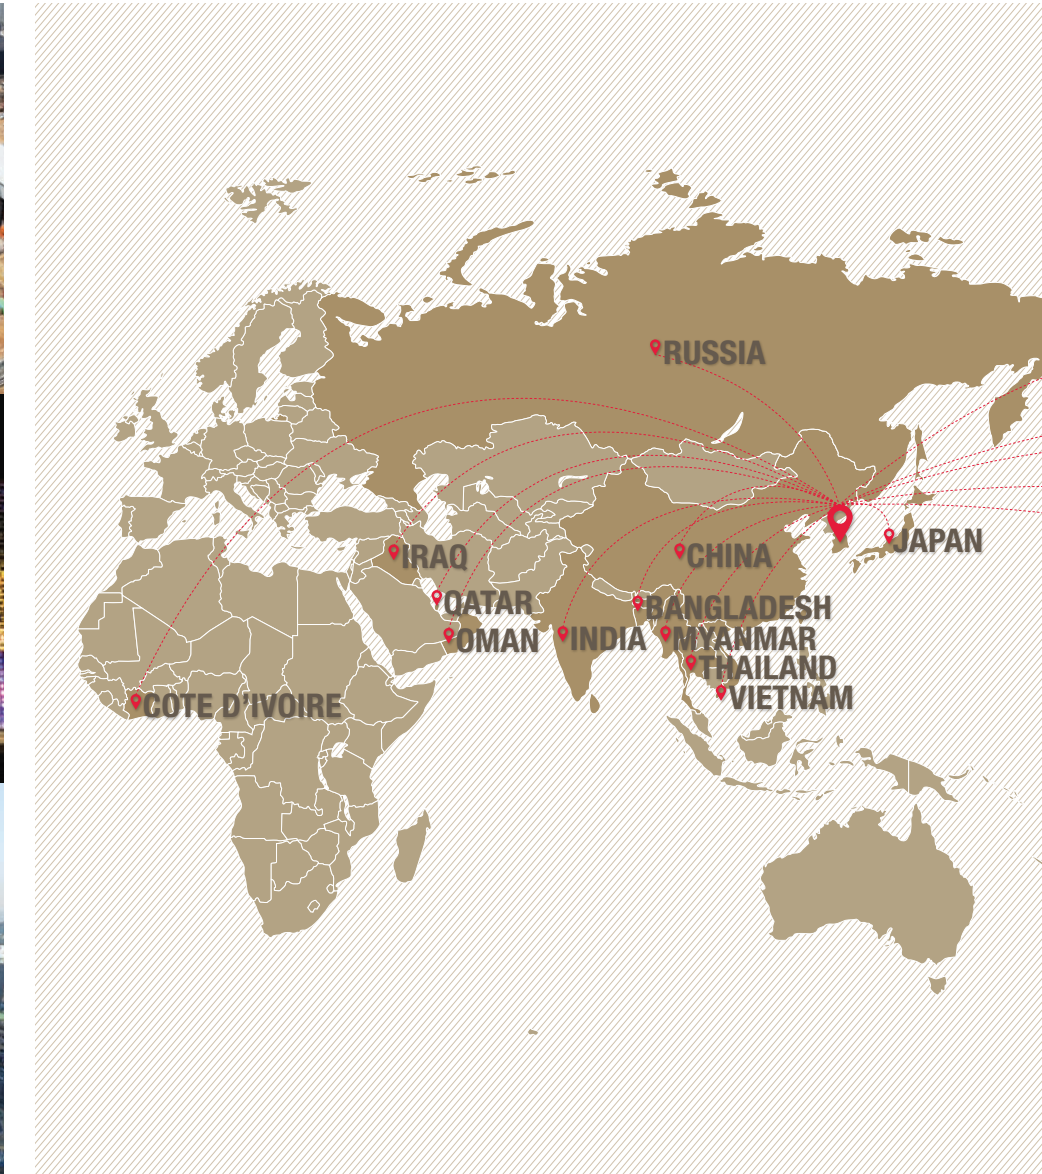 RUSSIA
JAPAN
IRAQ
CHINA
QATAR
BANGLADESH
OMAN
INDIA
MYANMAR
THAILAND
VIETNAM
COTE D'IVOIRE